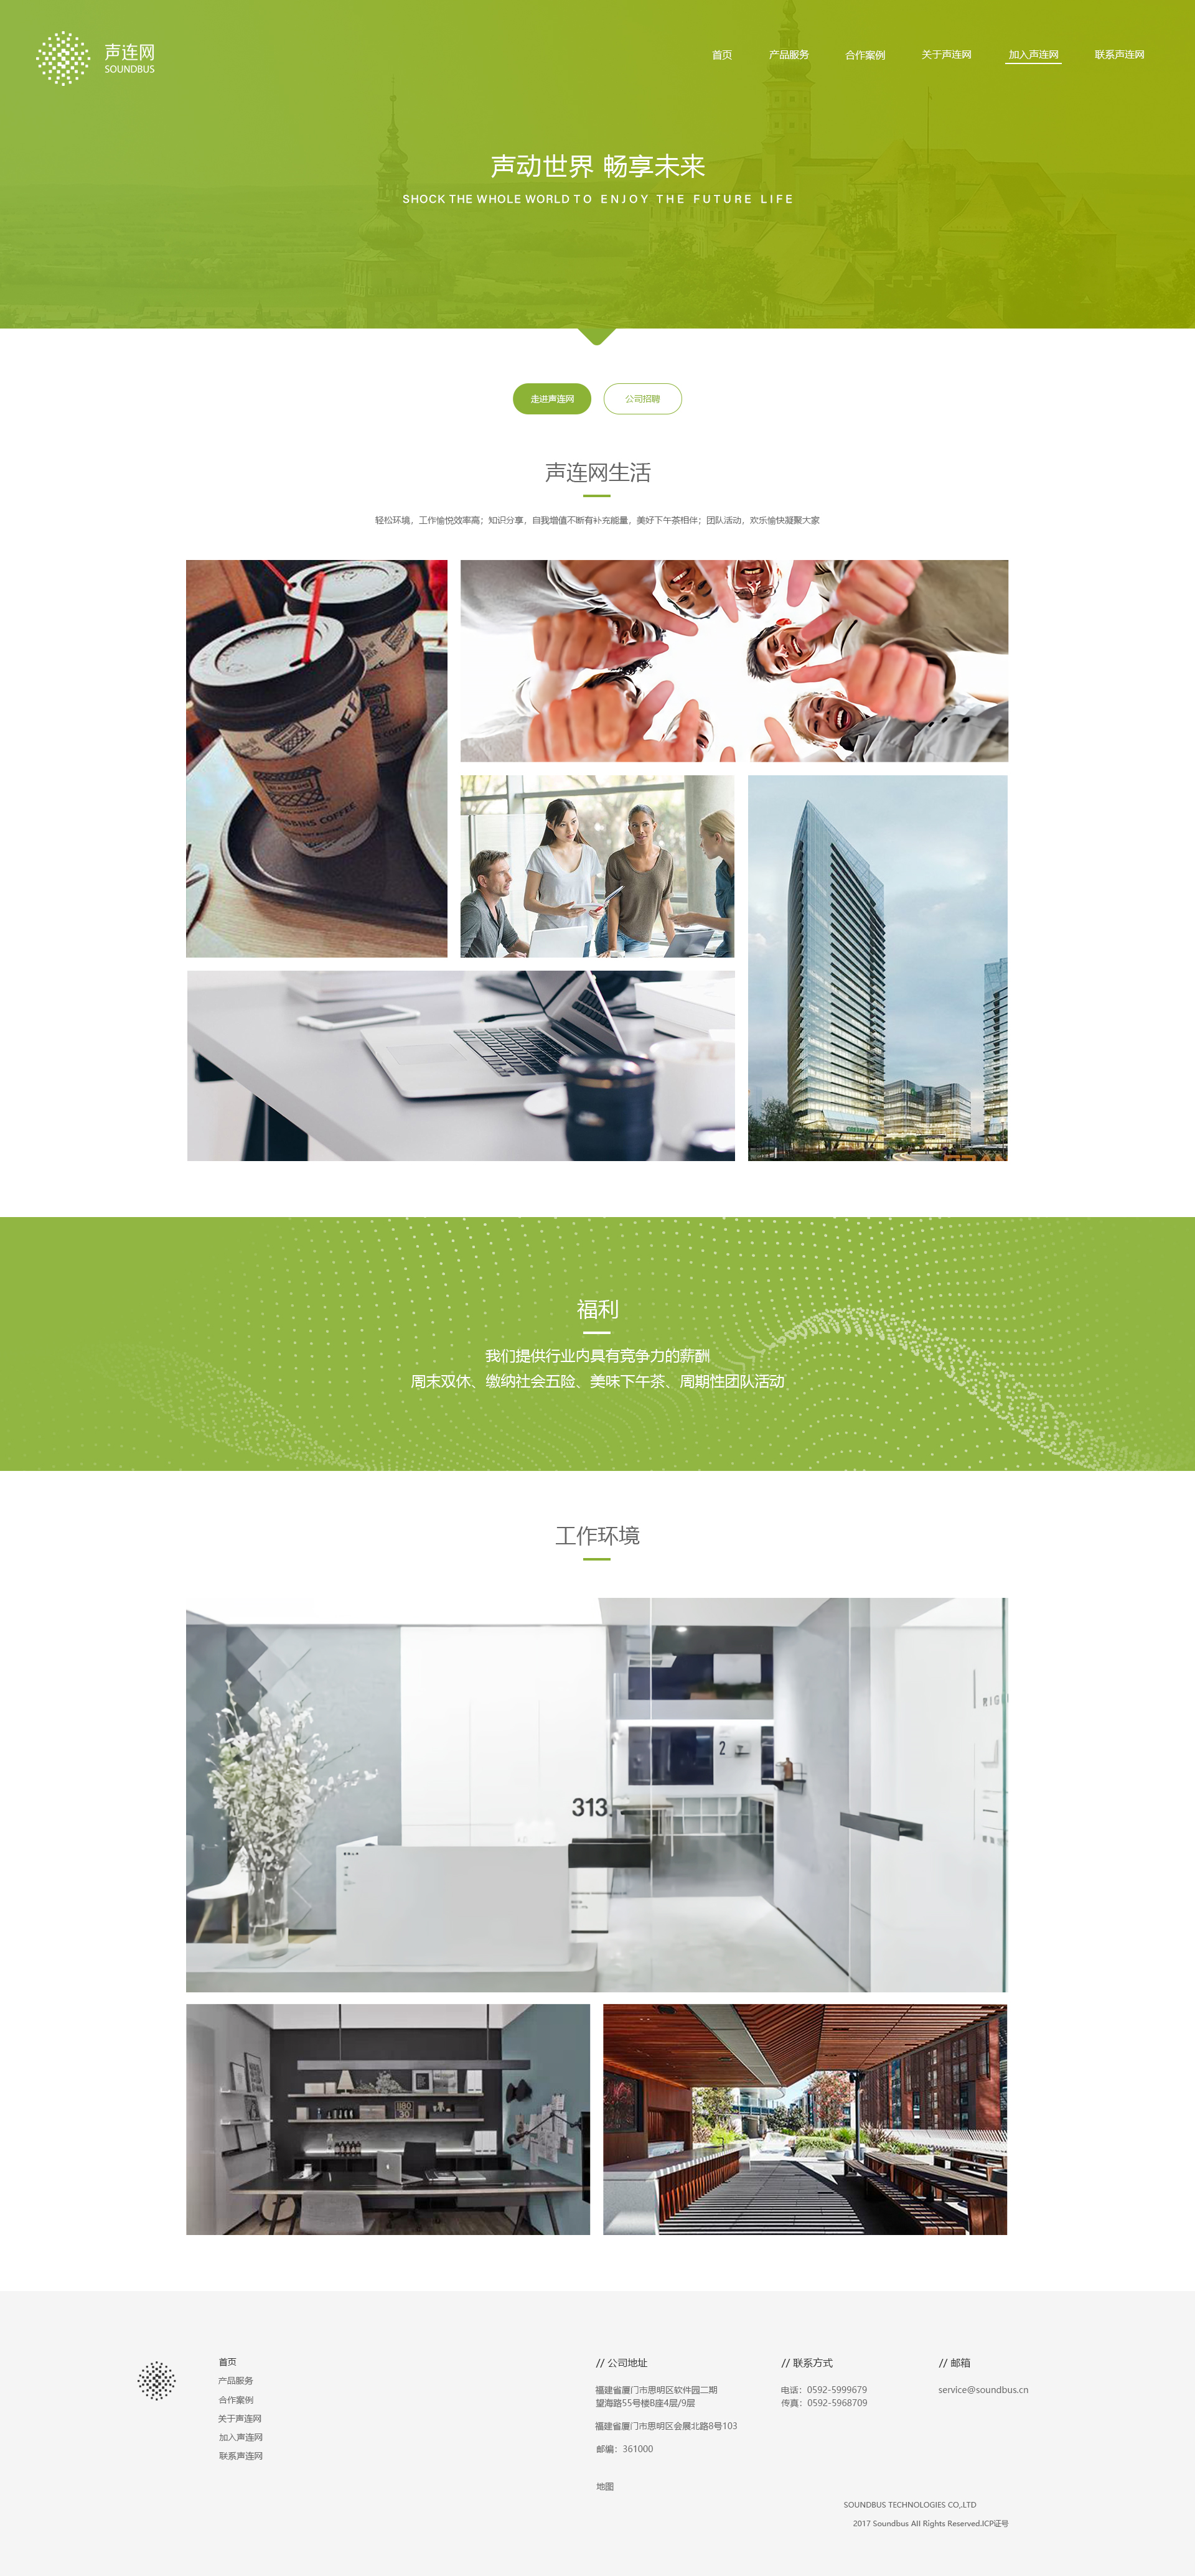 声连网
SOUNDBUS
首页
产品服务
合作案例
关于声连网
加入声连网
联系声连网
声动世界 畅享未来
SHOCK THE WHOLE WORLD TO ENJOY THE FUTURE LIFE
走进声连网
公司招聘
声连网生活
轻松环境，工作愉悦效率高；知识分享，自我增值不断有补充能量，美好下午茶相伴；团队活动，欢乐愉快凝聚大家
COFFEE
福利
我们提供行业内具有竞争力的薪酬
周末双休、缴纳社会五险、美味下午茶、周期性团队活动
工作环境
2
313
首页
产品服务
合作案例
关于声连网
加入声连网
联系声连网
// 公司地址
福建省厦门市思明区软件园二期
望海路55号楼B座4层/9层
福建省厦门市思明区会展北路8号103
邮编：361000
地图
// 联系方式
电话：0592-5999679
传真：0592-5968709
// 邮箱
service@soundbus.cn
SOUNDBUS TECHNOLOGIES CO,.LTD
2017 Soundbus All Rights Reserved.ICP证号